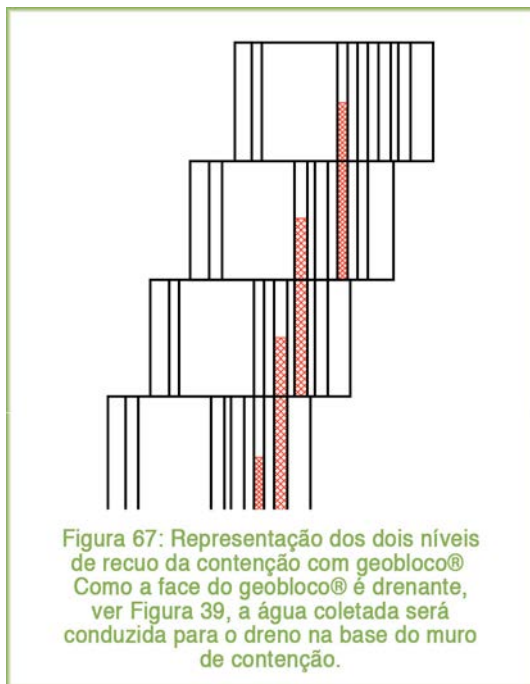 Figura 67: Representação dos dois níveis
de recuo da contenção com geobloco®
Como a face do geobloco® é drenante,
ver Figura 39, a água coletada será
conduzida para o dreno na base do muro
de contenção.